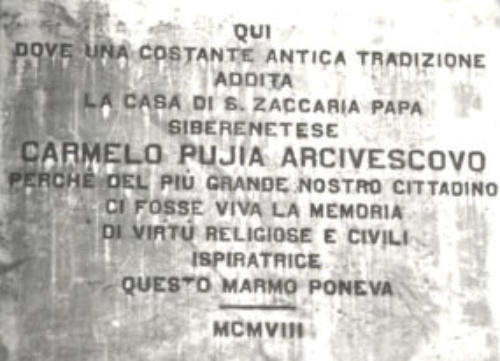 QUI
DOVE UNA COSTANTE ANTICA TRADIZIONE
ADDITA
LA CASA DI S. ZACCARIA PAPA
SIBERENETESE
CARMELO PUJIA ARCIVESCOVO
PERCHÈ DEL PIÙ GRANDE NOSTRO CITTADINO
CI FOSSE VIVA LA MEMORIA
DI VIRTÙ RELIGIOSE E CIVILI
ISPIRATRICE
QUESTO MARMO PONEVA
MCMVIII